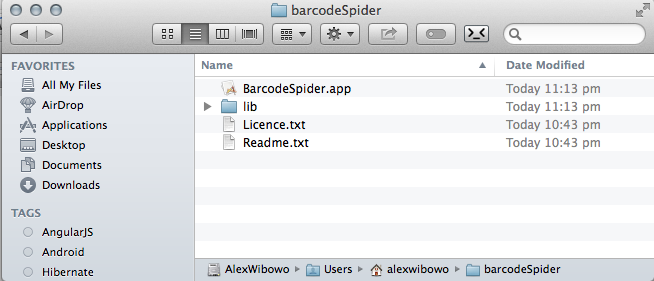 barcodeSpider
FAVORITES
All My Files
AirDrop
Applications
Desktop
Documents
Downloads
TAGS
AngularJS
Android
Hibernate
Name Date Modified
BarcodeSpider.app Today 11:13 pm
lib Today 11:13 pm
Licence.txt Today 10:43 pm
Readme.txt Today 10:43 pm
AlexWibowo Users alexwibowo barcodeSpider